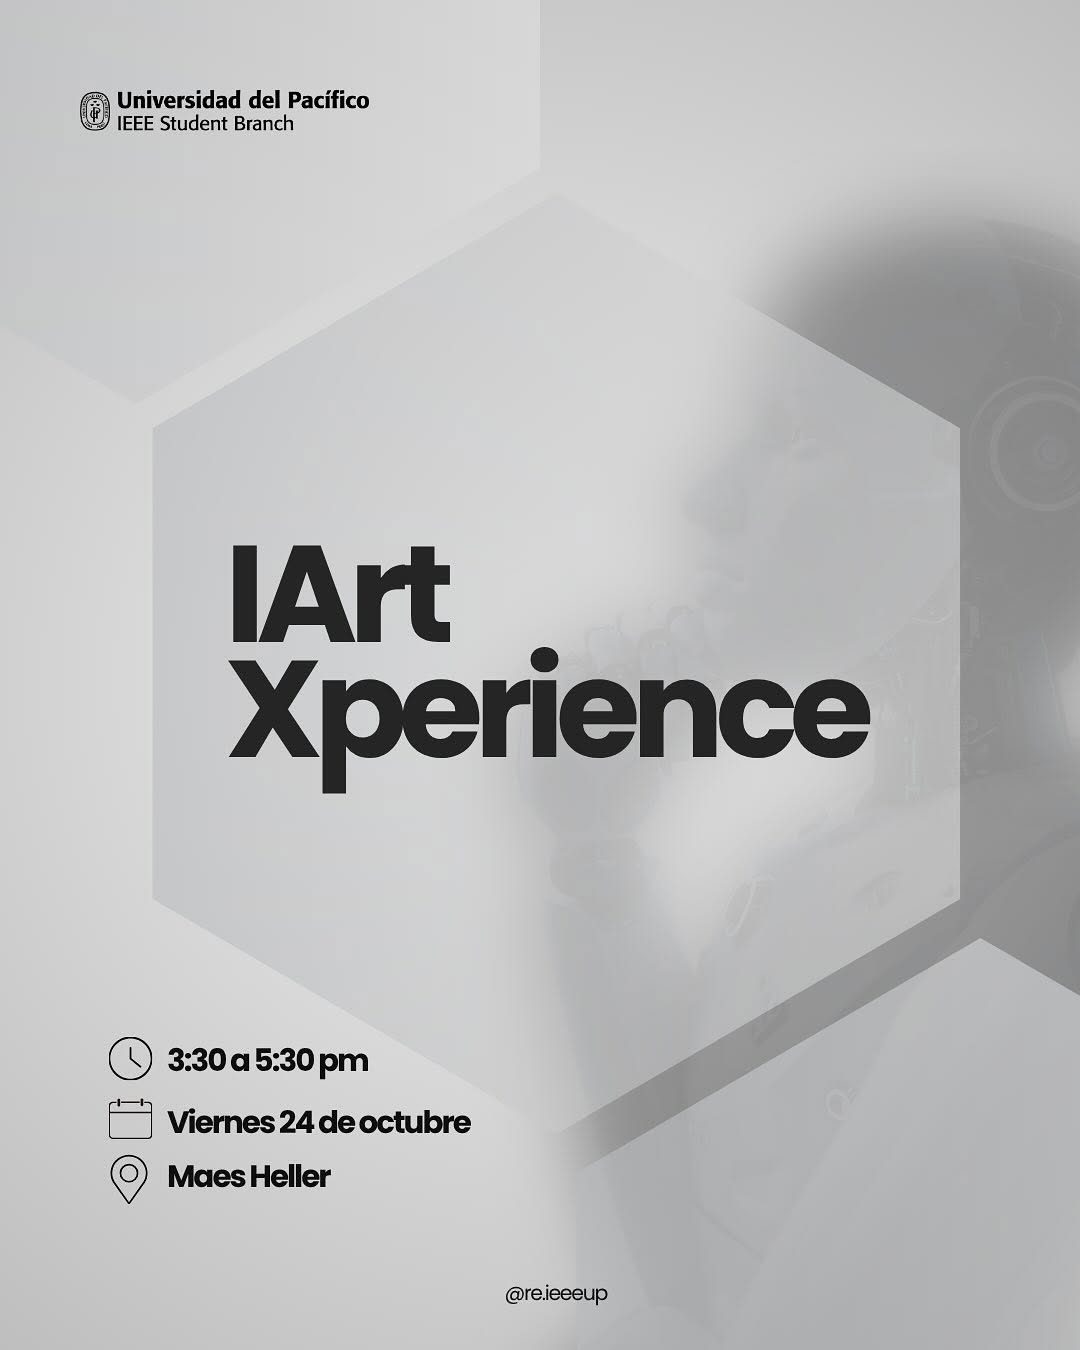 Universidad del Pacífico
IEEE Student Branch
IArt
Xperience
3:30 a 5:30 pm
Viernes 24 de octubre
Maes Heller
@re.ieeeup